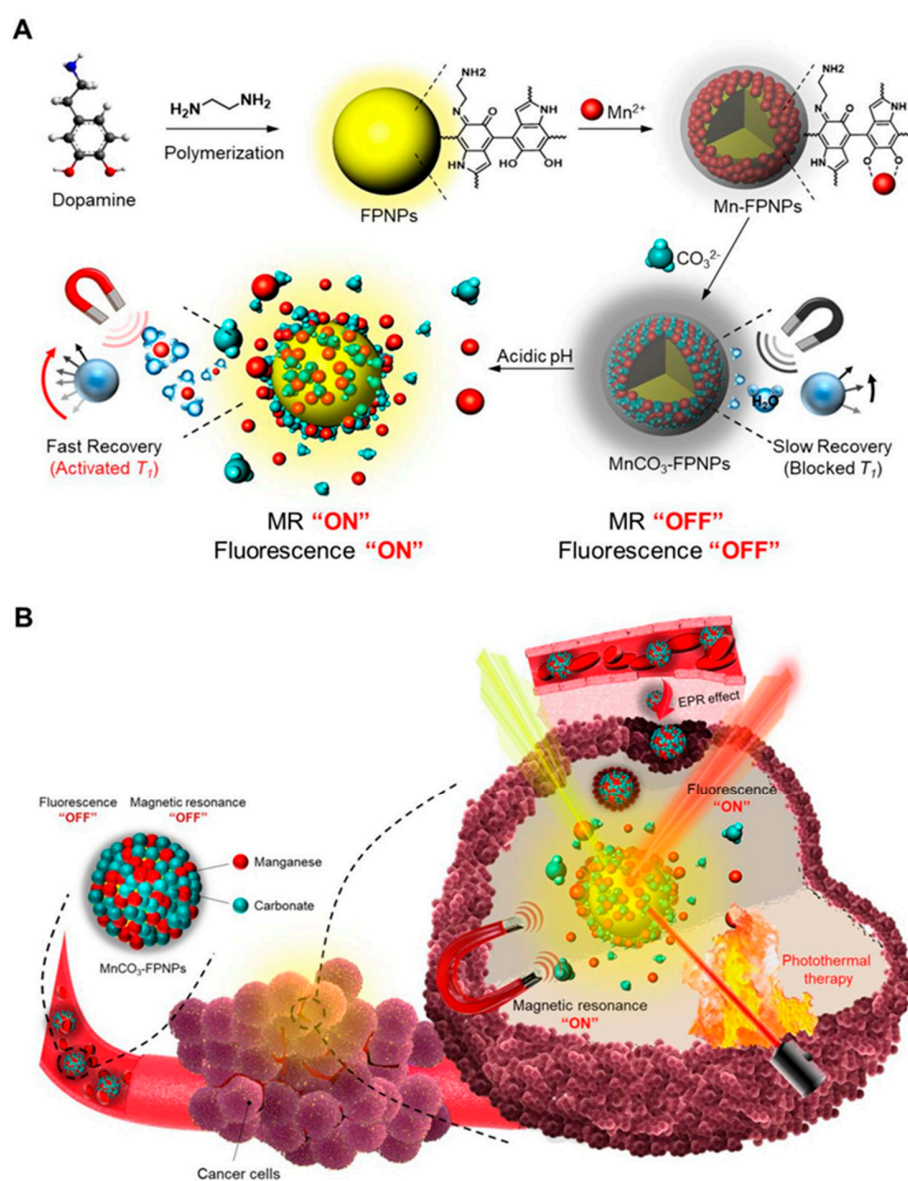 A
Dopamine
H₂N
NH₂
Polymerization
FPNPs
NH2
N
O
HN
NH
HO
OH
Mn²⁺
Mn-FPNPs
NH2
N
O
HN
NH
O
O
CO₃²⁻
Acidic pH
MnCO₃-FPNPs
H₂O
Slow Recovery
(Blocked T₁)
Fast Recovery
(Activated T₁)
MR “ON”
Fluorescence “ON”
MR “OFF”
Fluorescence “OFF”
B
Fluorescence
“OFF”
Magnetic resonance
“OFF”
Manganese
Carbonate
MnCO₃-FPNPs
Cancer cells
EPR effect
Fluorescence
“ON”
Magnetic resonance
“ON”
Photothermal
therapy